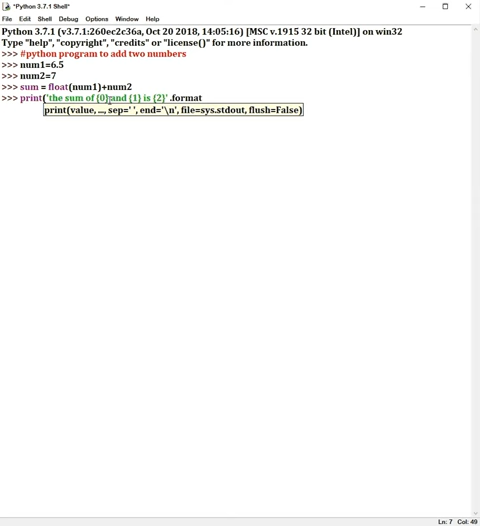 *Python 3.7.1 Shell*
File Edit Shell Debug Options Window Help
Python 3.7.1 (v3.7.1:260ec2c36a, Oct 20 2018, 14:05:16) [MSC v.1915 32 bit (Intel)] on win32
Type "help", "copyright", "credits" or "license()" for more information.
>>> #python program to add two numbers
>>> num1=6.5
>>> num2=7
>>> sum = float(num1)+num2
>>> print('the sum of {0} and {1} is {2}' .format
print(value, ..., sep=' ', end='\n', file=sys.stdout, flush=False)
Ln: 7 Col: 49